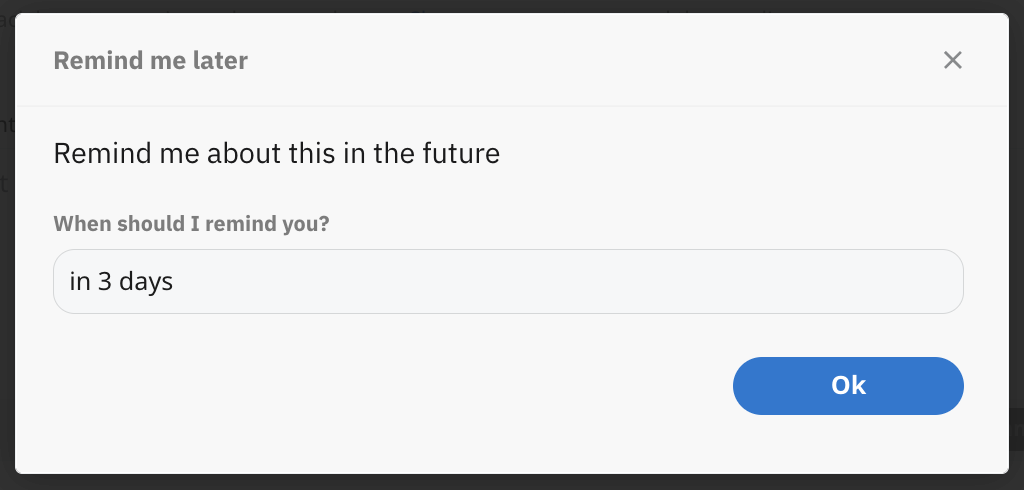 Remind me later
Remind me about this in the future
When should I remind you?
in 3 days
Ok